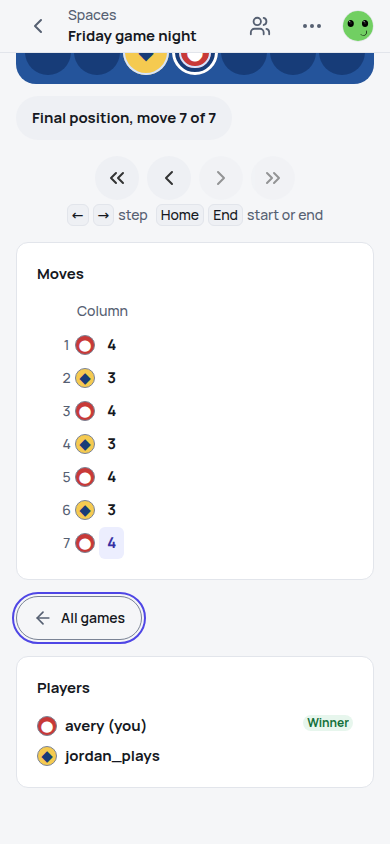 Spaces
Friday game night
Final position, move 7 of 7
← → step Home End start or end
Moves
Column
1 4
2 3
3 4
4 3
5 4
6 3
7 4
All games
Players
avery (you) Winner
jordan_plays